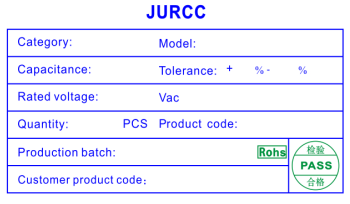 JURCC
Category: Model:
Capacitance: Tolerance: + %- %
Rated voltage: Vac
Quantity: PCS Product code:
Production batch: Rohs
检验
PASS
合格
Customer product code: